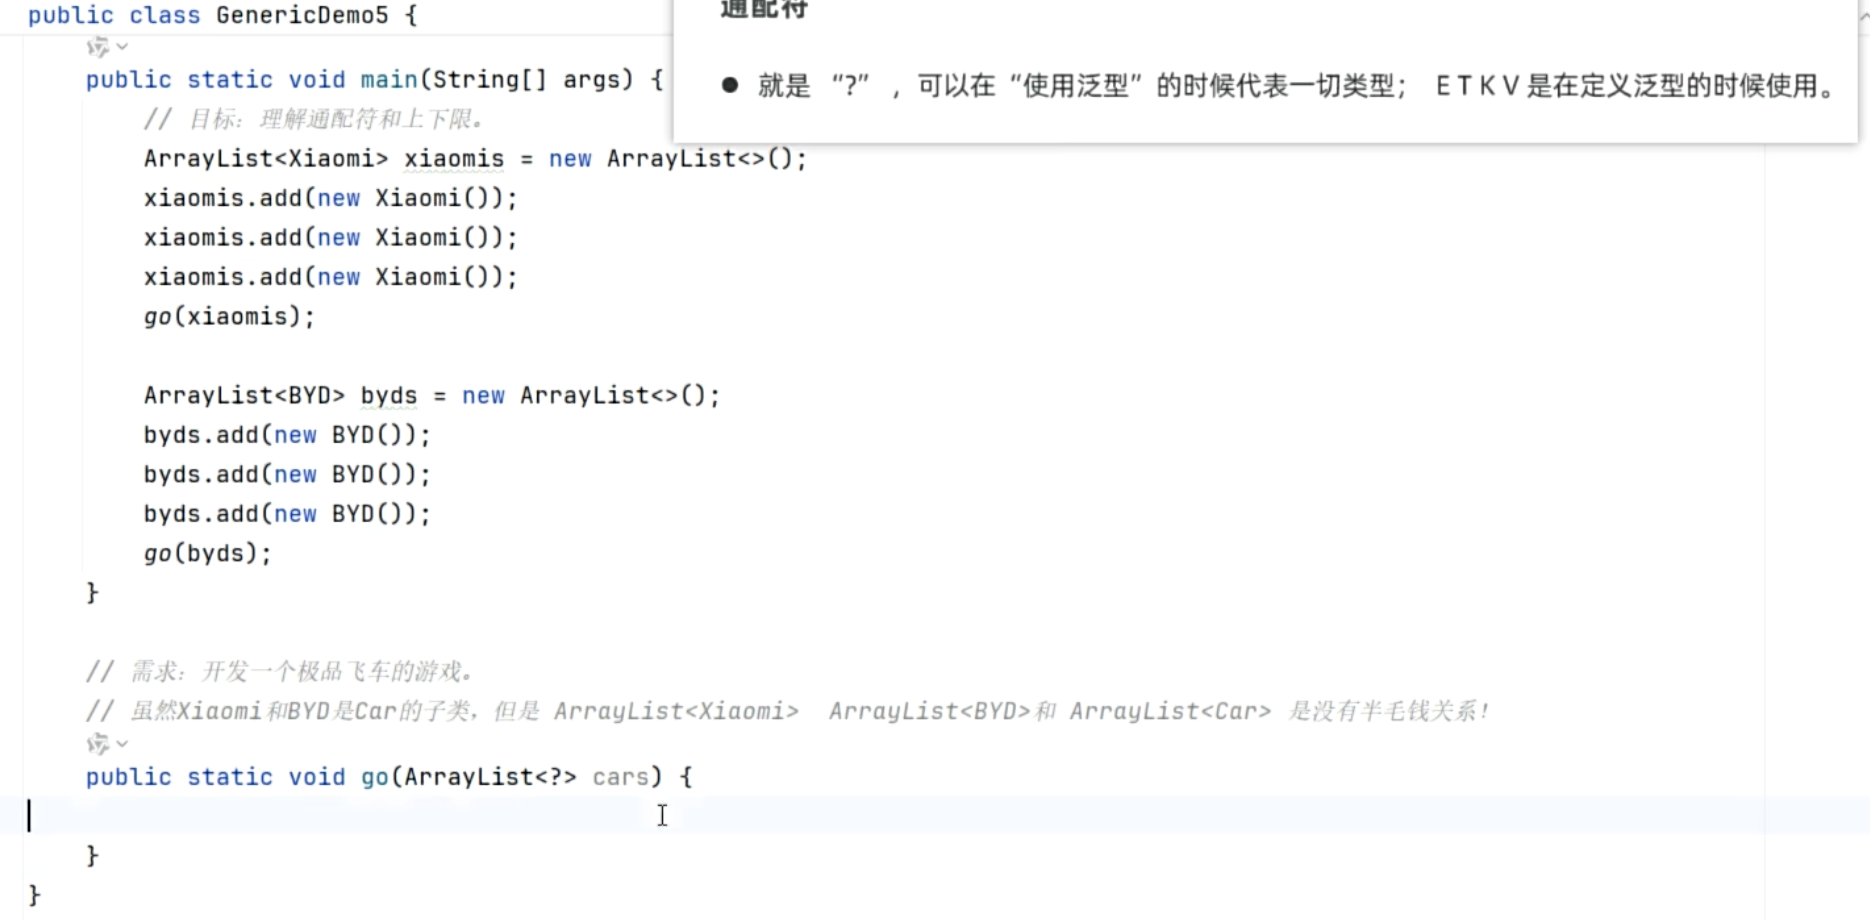 public class GenericDemo5 {
通配符
● 就是 “?” ，可以在“使用泛型”的时候代表一切类型； E T K V 是在定义泛型的时候使用。
public static void main(String[] args) {
// 目标：理解通配符和上下限。
ArrayList<Xiaomi> xiaomis = new ArrayList<>();
xiaomis.add(new Xiaomi());
xiaomis.add(new Xiaomi());
xiaomis.add(new Xiaomi());
go(xiaomis);
ArrayList<BYD> byds = new ArrayList<>();
byds.add(new BYD());
byds.add(new BYD());
byds.add(new BYD());
go(byds);
}
// 需求：开发一个极品飞车的游戏。
// 虽然Xiaomi和BYD是Car的子类，但是 ArrayList<Xiaomi>  ArrayList<BYD>和 ArrayList<Car> 是没有半毛钱关系！
public static void go(ArrayList<?> cars) {
}
}